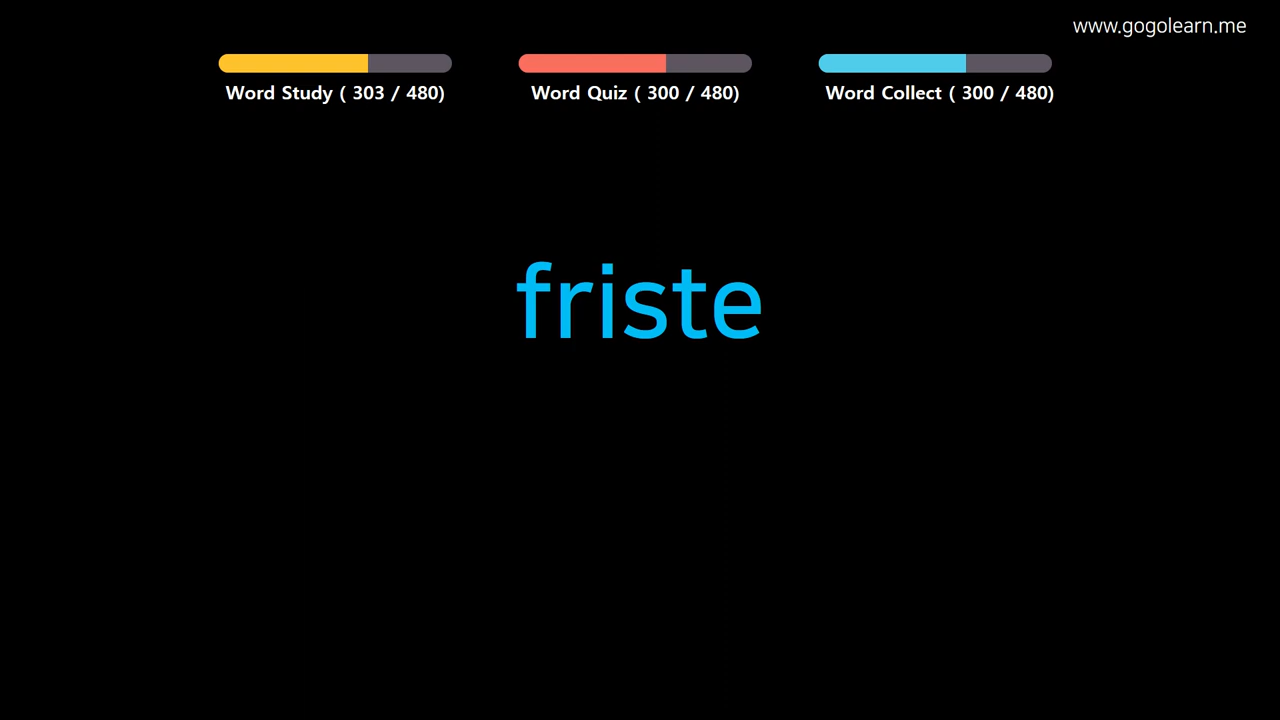 www.gogolearn.me
Word Study ( 303 / 480)
Word Quiz ( 300 / 480)
Word Collect ( 300 / 480)
friste